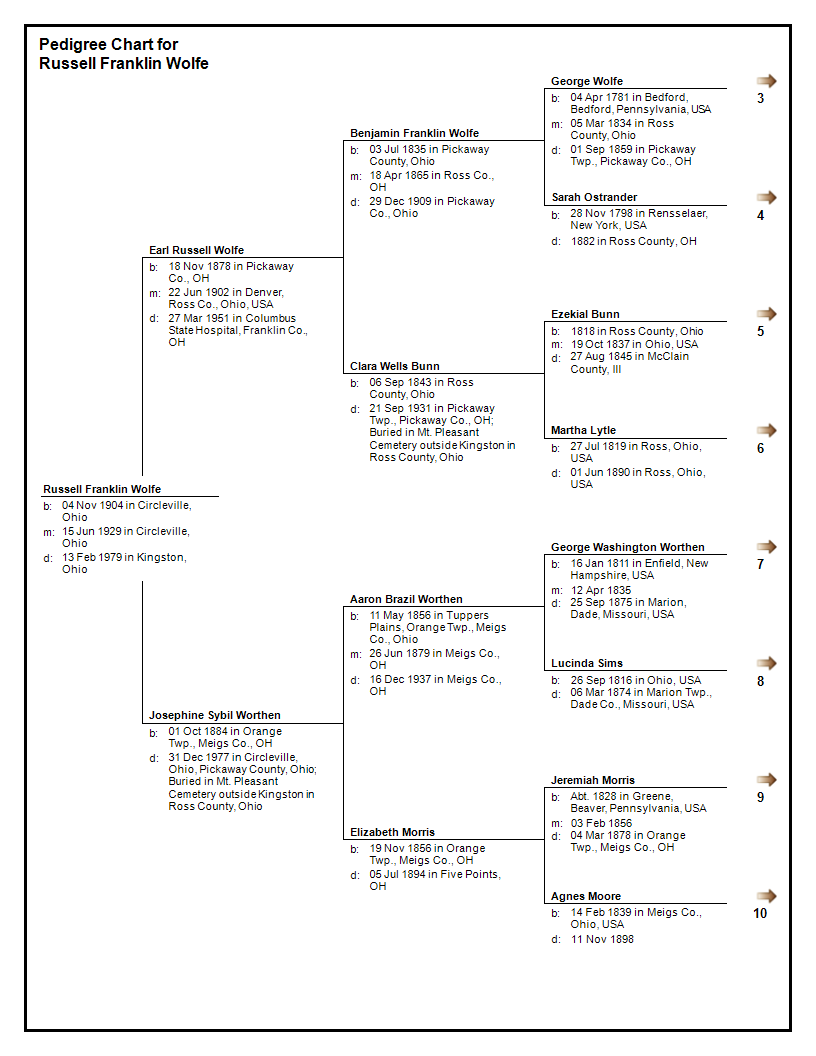 Pedigree Chart for
Russell Franklin Wolfe
George Wolfe
b: 04 Apr 1781 in Bedford,
Bedford, Pennsylvania, USA
m: 05 Mar 1834 in Ross
County, Ohio
d: 01 Sep 1859 in Pickaway
Twp., Pickaway Co., OH
3
Benjamin Franklin Wolfe
b: 03 Jul 1835 in Pickaway
County, Ohio
m: 18 Apr 1865 in Ross Co.,
OH
d: 29 Dec 1909 in Pickaway
Co., Ohio
Sarah Ostrander
b: 28 Nov 1798 in Rensselaer,
New York, USA
d: 1882 in Ross County, OH
4
Earl Russell Wolfe
b: 18 Nov 1878 in Pickaway
Co., OH
m: 22 Jun 1902 in Denver,
Ross Co., Ohio, USA
d: 27 Mar 1951 in Columbus
State Hospital, Franklin Co.,
OH
Ezekial Bunn
b: 1818 in Ross County, Ohio
m: 19 Oct 1837 in Ohio, USA
d: 27 Aug 1845 in McClain
County, Ill
5
Clara Wells Bunn
b: 06 Sep 1843 in Ross
County, Ohio
d: 21 Sep 1931 in Pickaway
Twp., Pickaway Co., OH;
Buried in Mt. Pleasant
Cemetery outside Kingston in
Ross County, Ohio
Martha Lytle
b: 27 Jul 1819 in Ross, Ohio,
USA
d: 01 Jun 1890 in Ross, Ohio,
USA
6
Russell Franklin Wolfe
b: 04 Nov 1904 in Circleville,
Ohio
m: 15 Jun 1929 in Circleville,
Ohio
d: 13 Feb 1979 in Kingston,
Ohio
George Washington Worthen
b: 16 Jan 1811 in Enfield, New
Hampshire, USA
m: 12 Apr 1835
d: 25 Sep 1875 in Marion,
Dade, Missouri, USA
7
Aaron Brazil Worthen
b: 11 May 1856 in Tuppers
Plains, Orange Twp., Meigs
Co., Ohio
m: 26 Jun 1879 in Meigs Co.,
OH
d: 16 Dec 1937 in Meigs Co.,
OH
Lucinda Sims
b: 26 Sep 1816 in Ohio, USA
d: 06 Mar 1874 in Marion Twp.,
Dade Co., Missouri, USA
8
Josephine Sybil Worthen
b: 01 Oct 1884 in Orange
Twp., Meigs Co., OH
d: 31 Dec 1977 in Circleville,
Ohio, Pickaway County, Ohio;
Buried in Mt. Pleasant
Cemetery outside Kingston in
Ross County, Ohio
Jeremiah Morris
b: Abt. 1828 in Greene,
Beaver, Pennsylvania, USA
m: 03 Feb 1856
d: 04 Mar 1878 in Orange
Twp., Meigs Co., OH
9
Elizabeth Morris
b: 19 Nov 1856 in Orange
Twp., Meigs Co., OH
d: 05 Jul 1894 in Five Points,
OH
Agnes Moore
b: 14 Feb 1839 in Meigs Co.,
Ohio, USA
d: 11 Nov 1898
10